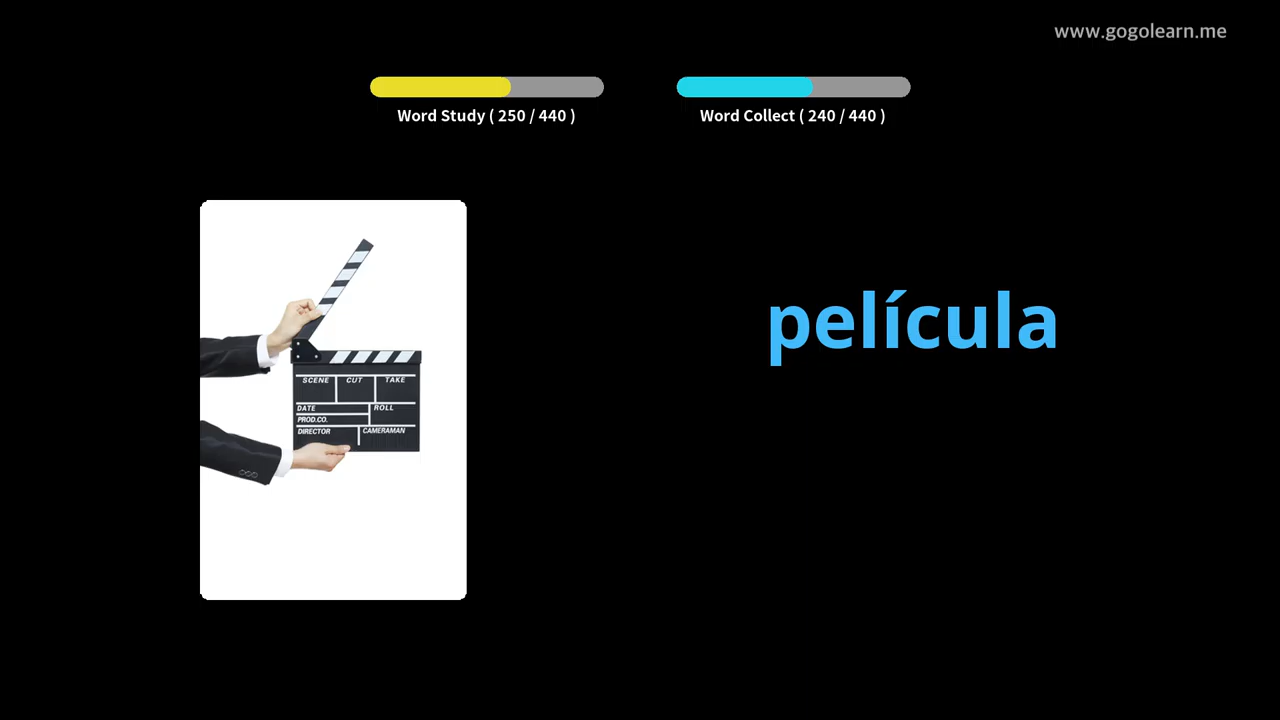 www.gogolearn.me
Word Study ( 250 / 440 )
Word Collect ( 240 / 440 )
película
SCENE CUT TAKE
DATE ROLL
PROD.CO.
DIRECTOR CAMERAMAN